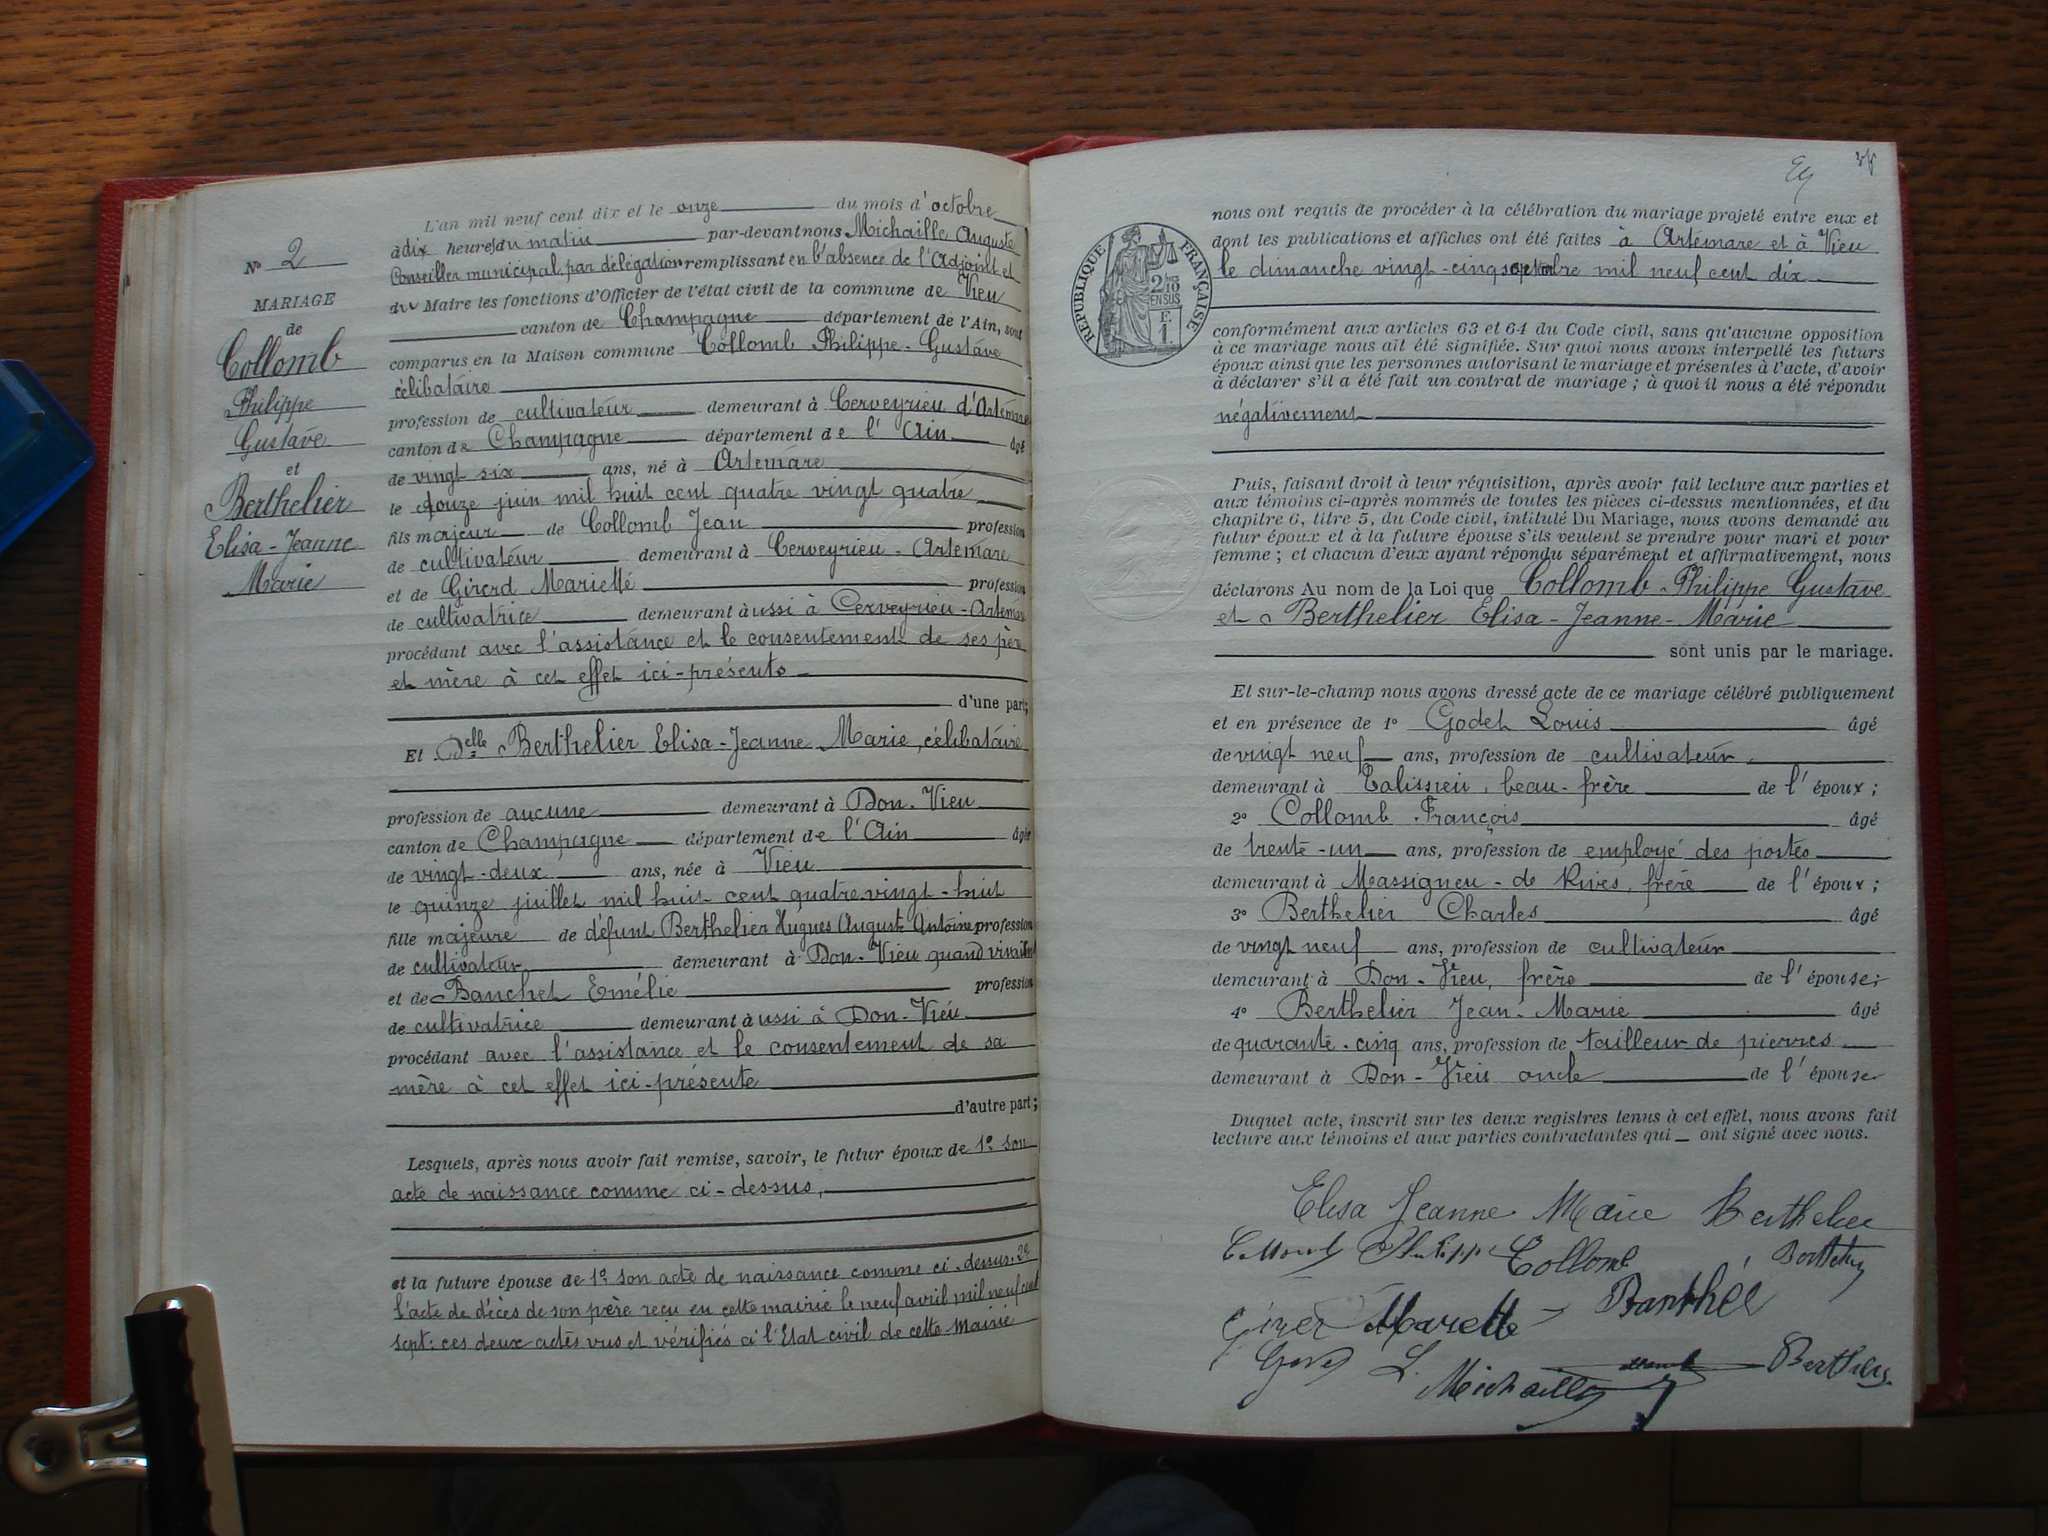 N° 2
MARIAGE
de
Collomb
Philippe
Gustave
et
Berthelier
Elisa-Jeanne
Marie
L'an mil neuf cent dix et le onze du mois d'octobre
à dix heures du matin par-devant nous Michaille Auguste
Conseiller municipal par délégation remplissant en l'absence de l'Adjoint et
du Maire les fonctions d'Officier de l'état civil de la commune de Vieu
canton de Champagne département de l'Ain, sont
comparus en la Maison commune Collomb Philippe-Gustave
célibataire
profession de cultivateur demeurant à Cerveyrieu d'Artemare
canton de Champagne département de l'Ain âgé
de vingt six ans, né à Artemare
le douze juin mil huit cent quatre vingt quatre
fils majeur de Collomb Jean profession
de cultivateur demeurant à Cerveyrieu-Artemare
et de Girerd Mariette profession
de cultivatrice demeurant aussi à Cerveyrieu-Artemare
procédant avec l'assistance et le consentement de ses père
et mère à cet effet ici-présents
d'une part;
Et Delle Berthelier Elisa-Jeanne Marie, célibataire
profession de aucune demeurant à Don-Vieu
canton de Champagne département de l'Ain âgée
de vingt-deux ans, née à Vieu
le quinze juillet mil huit cent quatre vingt-huit
fille majeure de défunt Berthelier Hugues August Antoine profession
de cultivateur demeurant à Don-Vieu quand vivait
et de Banchet Emélie profession
de cultivatrice demeurant aussi à Don-Vieu
procédant avec l'assistance et le consentement de sa
mère à cet effet ici-présente
d'autre part;
Lesquels, après nous avoir fait remise, savoir, le futur époux de 1° son
acte de naissance comme ci-dessus,
et la future épouse de 1° son acte de naissance comme ci-dessus. 2°
l'acte de décès de son père reçu en cette mairie le neuf avril mil neuf cent
sept: ces deux actes vus et vérifiés à l'Etat civil de cette Mairie
RÉPUBLIQUE FRANÇAISE
2/10
EN SUS
F.
1
nous ont requis de procéder à la célébration du mariage projeté entre eux et
dont les publications et affiches ont été faites à Artemare et à Vieu
le dimanche vingt-cinq septembre mil neuf cent dix
conformément aux articles 63 et 64 du Code civil, sans qu'aucune opposition
à ce mariage nous ait été signifiée. Sur quoi nous avons interpellé les futurs
époux ainsi que les personnes autorisant le mariage et présentes à l'acte, d'avoir
à déclarer s'il a été fait un contrat de mariage; à quoi il nous a été répondu
négativement
Puis, faisant droit à leur réquisition, après avoir fait lecture aux parties et
aux témoins ci-après nommés de toutes les pièces ci-dessus mentionnées, et du
chapitre 6, titre 5, du Code civil, intitulé Du Mariage, nous avons demandé au
futur époux et à la future épouse s'ils veulent se prendre pour mari et pour
femme; et chacun d'eux ayant répondu séparément et affirmativement, nous
déclarons Au nom de la Loi que Collomb-Philippe Gustave
et Berthelier Elisa-Jeanne-Marie
sont unis par le mariage.
Et sur-le-champ nous avons dressé acte de ce mariage célébré publiquement
et en présence de 1° Godet Louis âgé
de vingt neuf ans, profession de cultivateur,
demeurant à Talissieu, beau-frère de l'époux;
2° Collomb François âgé
de trente-un ans, profession de employé des postes
demeurant à Massigneu-de Rives, frère de l'époux;
3° Berthelier Charles âgé
de vingt neuf ans, profession de cultivateur
demeurant à Don-Vieu, frère de l'épouse;
4° Berthelier Jean-Marie âgé
de quarante-cinq ans, profession de tailleur de pierres
demeurant à Don-Vieu oncle de l'épouse
Duquel acte, inscrit sur les deux registres tenus à cet effet, nous avons fait
lecture aux témoins et aux parties contractantes qui ont signé avec nous.
Elisa Jeanne Marie Berthelier
Collomb Philippe Collomb Berthelier
Girerd Mariette
L. Michaille Berthelier